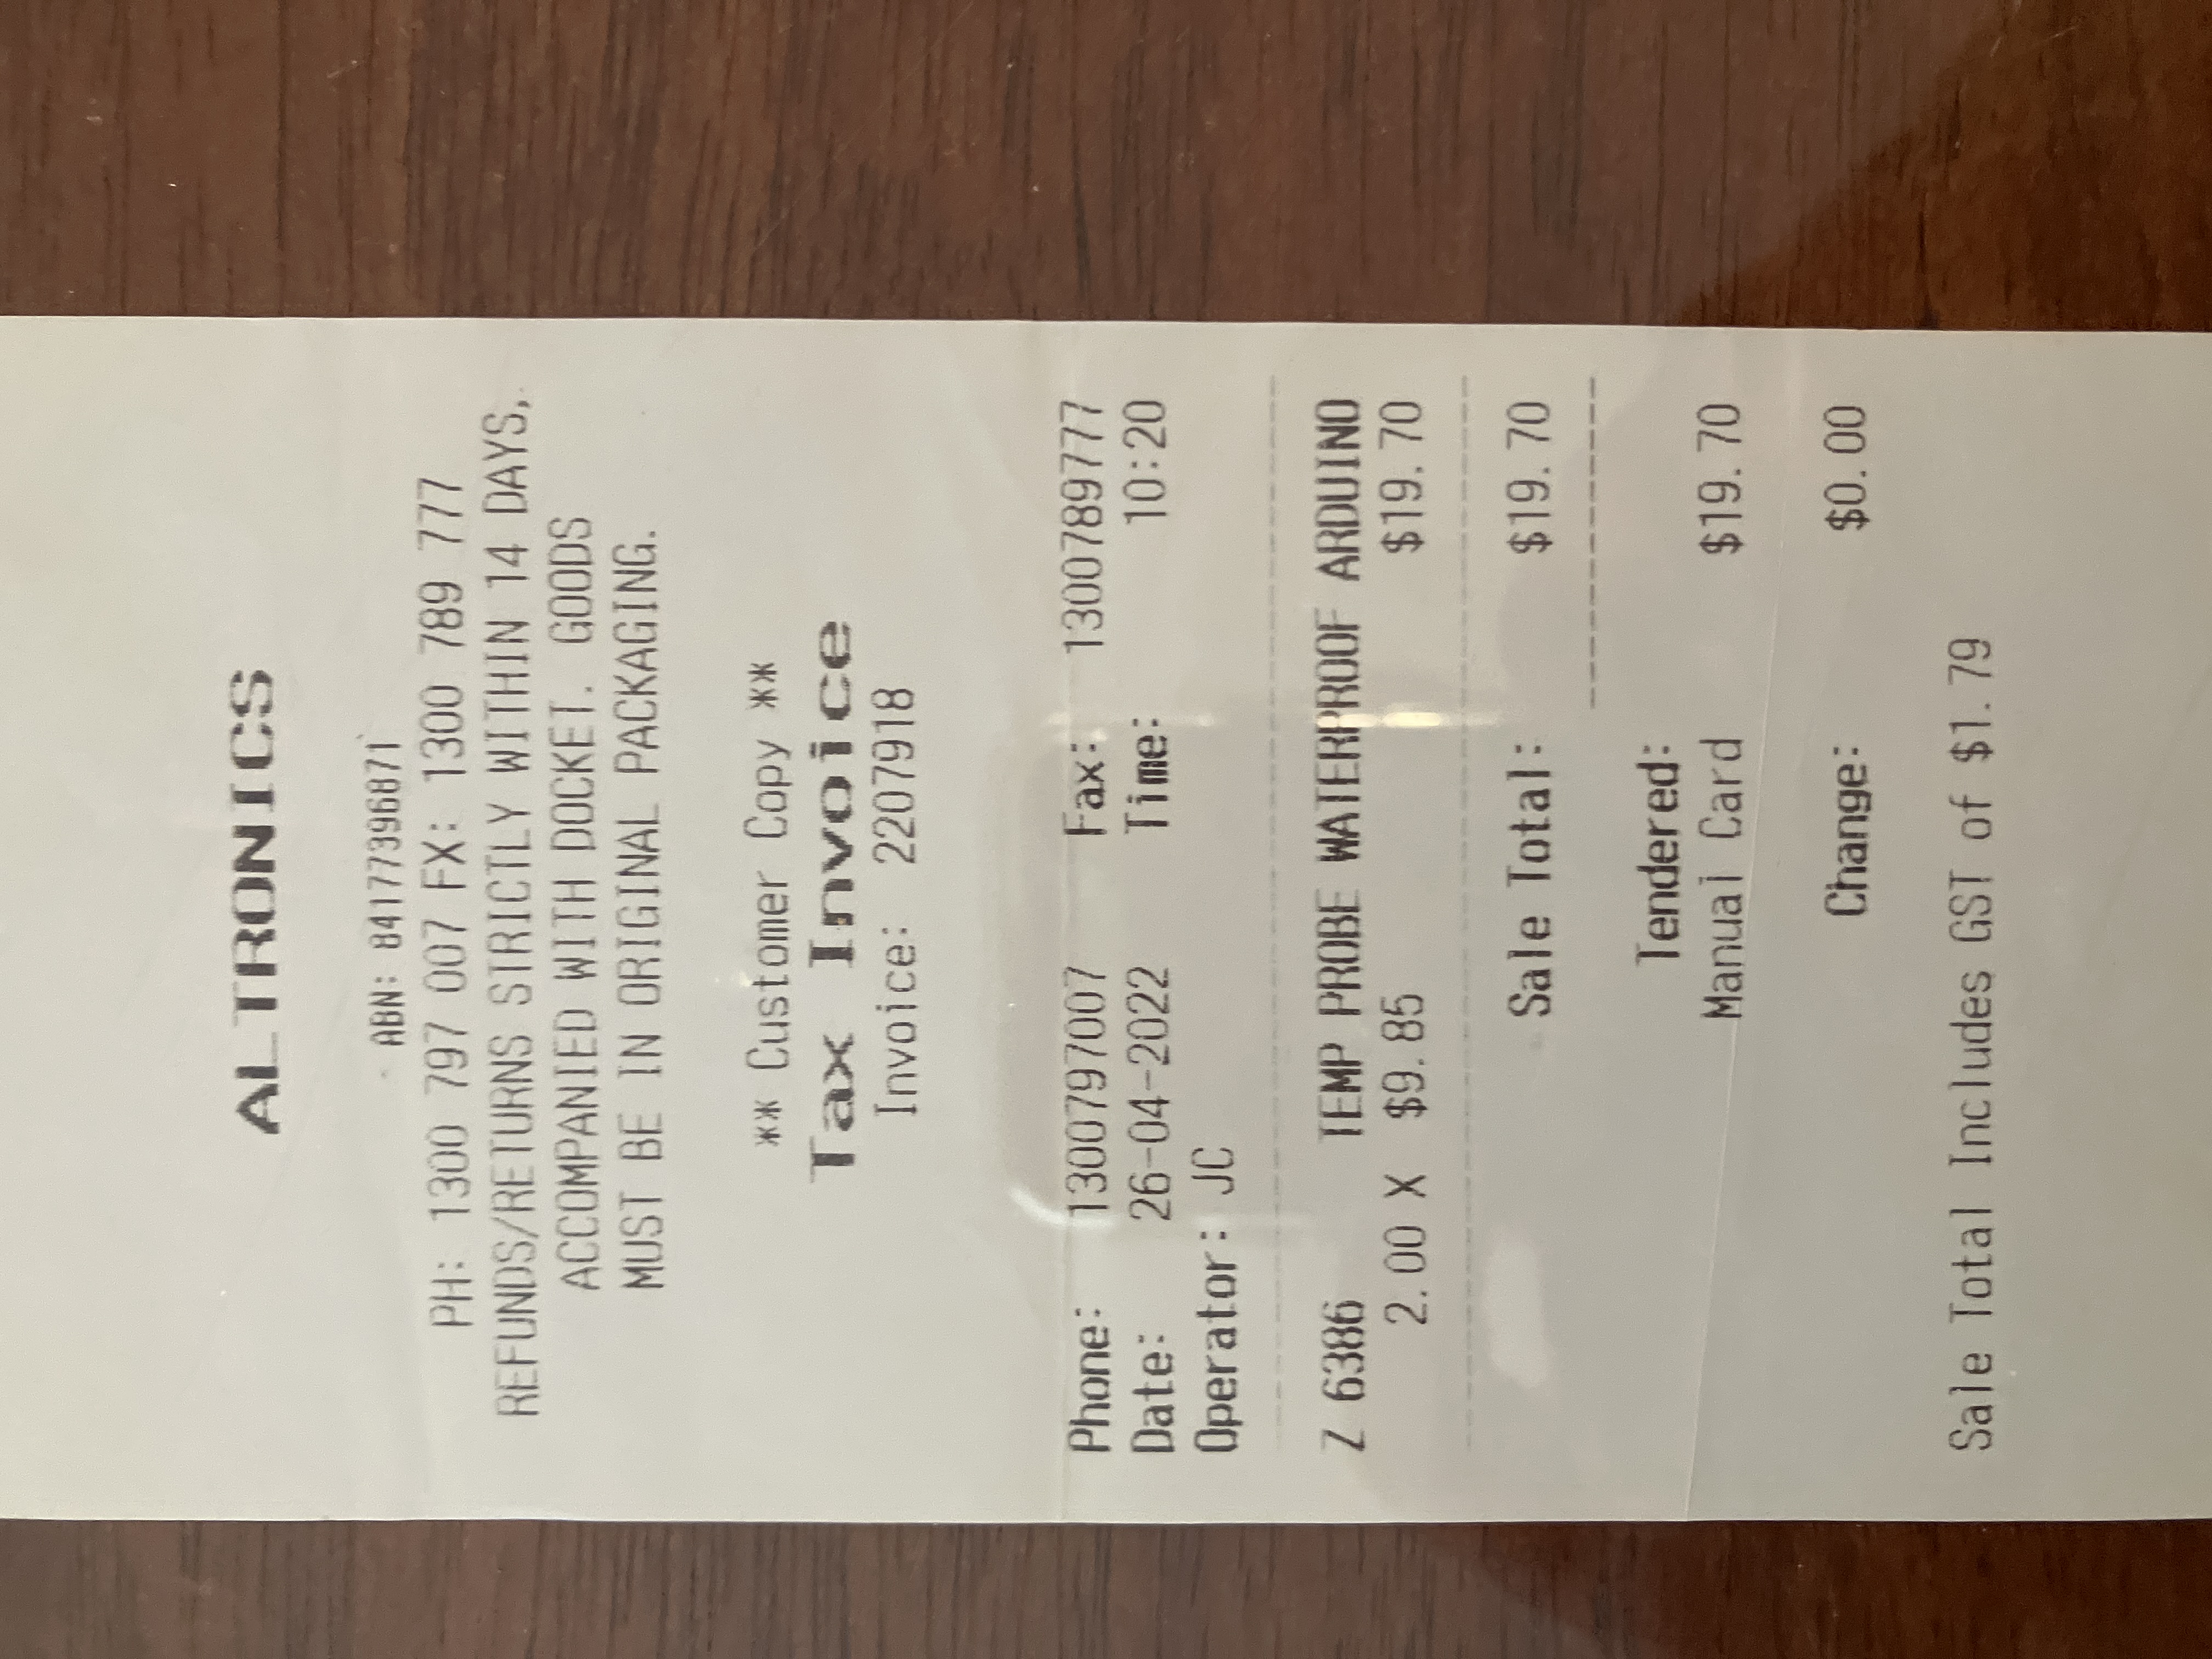 ALTRONICS
ABN: 84177396871
PH: 1300 797 007 FX: 1300 789 777
REFUNDS/RETURNS STRICTLY WITHIN 14 DAYS,
ACCOMPANIED WITH DOCKET. GOODS
MUST BE IN ORIGINAL PACKAGING.
** Customer Copy **
Tax Invoice
Invoice: 2207918
Phone: 1300797007 Fax: 1300789777
Date: 26-04-2022 Time: 10:20
Operator: JC
Z 6386 TEMP PROBE WATERPROOF ARDUINO
2.00 X $9.85 $19.70
Sale Total: $19.70
Tendered:
Manual Card $19.70
Change: $0.00
Sale Total Includes GST of $1.79